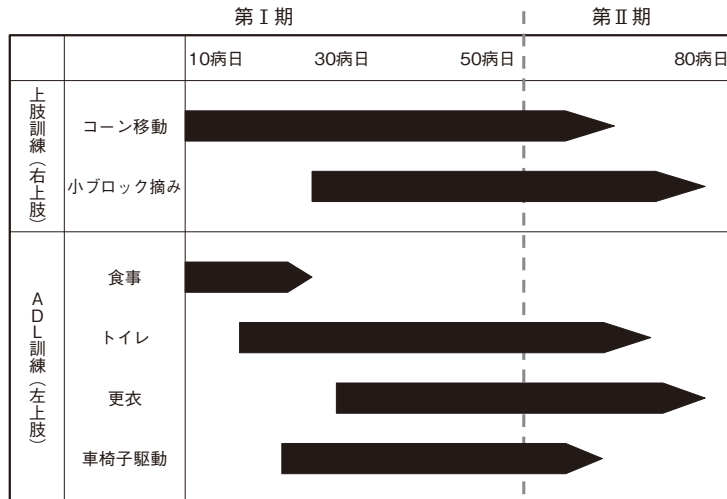 第Ⅰ期
第Ⅱ期
10病日
30病日
50病日
80病日
上肢訓練（右上肢）
コーン移動
小ブロック摘み
ADL訓練（左上肢）
食事
トイレ
更衣
車椅子駆動